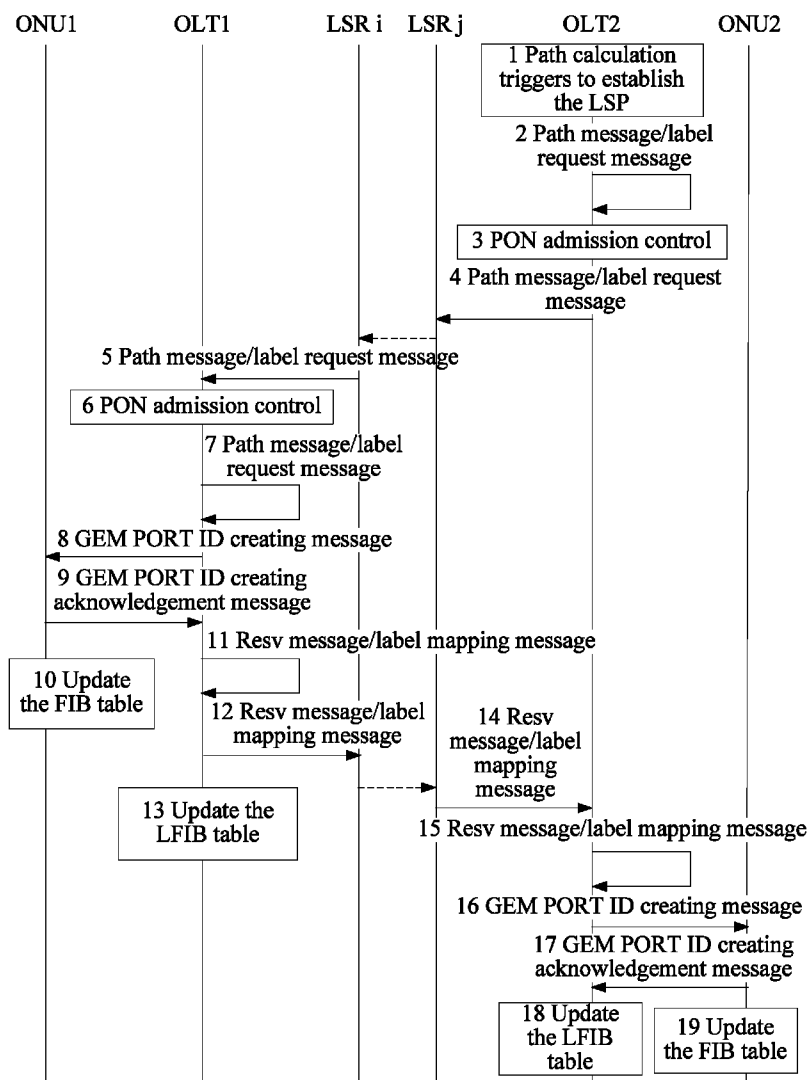 ONU1 OLT1 LSR i LSR j OLT2 ONU2
1 Path calculation
triggers to establish
the LSP
2 Path message/label
request message
3 PON admission control
4 Path message/label request
message
5 Path message/label request message
6 PON admission control
7 Path message/label
request message
8 GEM PORT ID creating message
9 GEM PORT ID creating
acknowledgement message
11 Resv message/label mapping message
10 Update
the FIB table
12 Resv message/label
mapping message
14 Resv
message/label
mapping
message
13 Update the
LFIB table
15 Resv message/label mapping message
16 GEM PORT ID creating message
17 GEM PORT ID creating
acknowledgement message
18 Update
the LFIB
table
19 Update
the FIB table